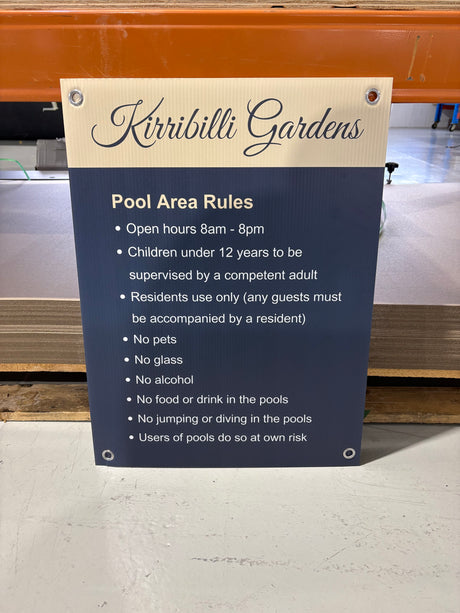 Kirribilli Gardens
Pool Area Rules
• Open hours 8am - 8pm
• Children under 12 years to be
supervised by a competent adult
• Residents use only (any guests must
be accompanied by a resident)
• No pets
• No glass
• No alcohol
• No food or drink in the pools
• No jumping or diving in the pools
• Users of pools do so at own risk